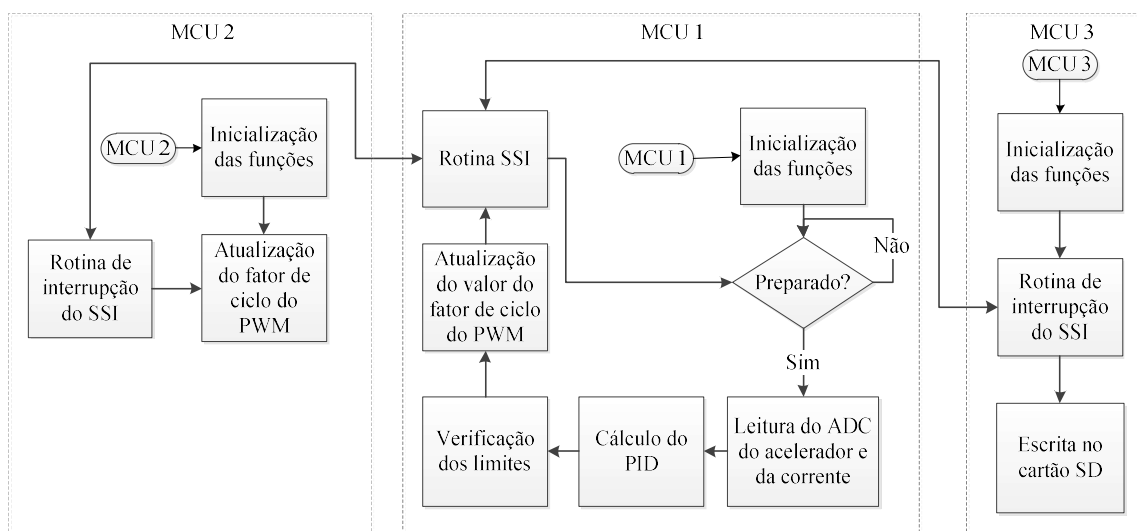 MCU 2
MCU 2
Inicialização
das funções
Rotina de
interrupção
do SSI
Atualização
do fator de
ciclo do
PWM
MCU 1
Rotina SSI
MCU 1
Inicialização
das funções
Não
Preparado?
Sim
Atualização
do valor do
fator de ciclo
do PWM
Verificação
dos limites
Cálculo do
PID
Leitura do ADC
do acelerador e
da corrente
MCU 3
MCU 3
Inicialização
das funções
Rotina de
interrupção
do SSI
Escrita no
cartão SD